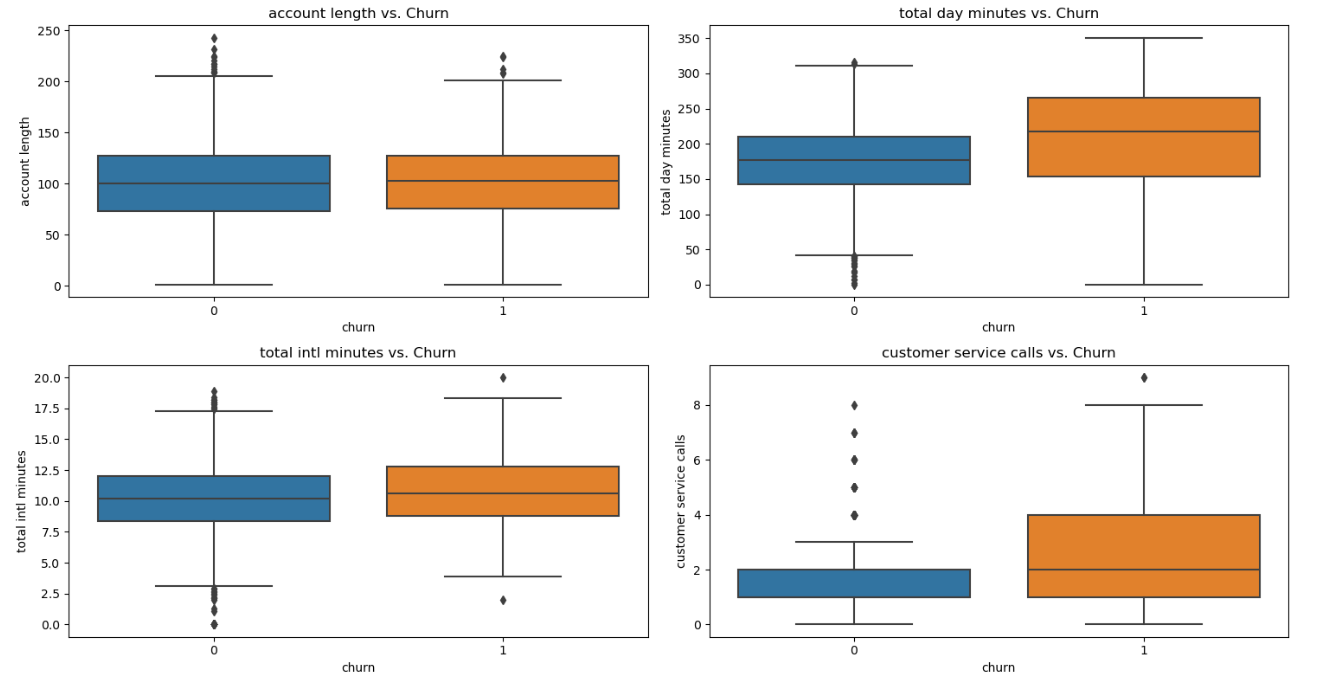 account length vs. Churn
250
200
150
100
50
0
account length
0 1
churn
total day minutes vs. Churn
350
300
250
200
150
100
50
0
total day minutes
0 1
churn
total intl minutes vs. Churn
20.0
17.5
15.0
12.5
10.0
7.5
5.0
2.5
0.0
total intl minutes
0 1
churn
customer service calls vs. Churn
8
6
4
2
0
customer service calls
0 1
churn